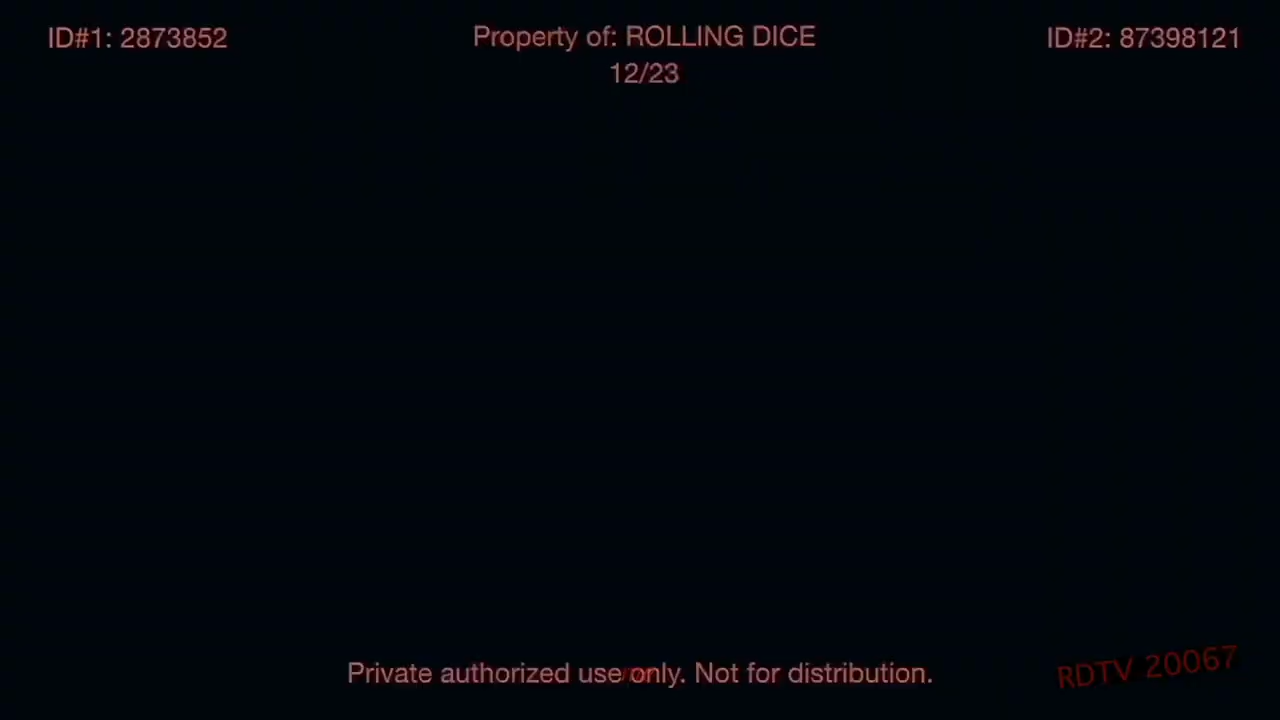 ID#1: 2873852
Property of: ROLLING DICE
ID#2: 87398121
12/23
Private authorized use only. Not for distribution.
RDTV 20067